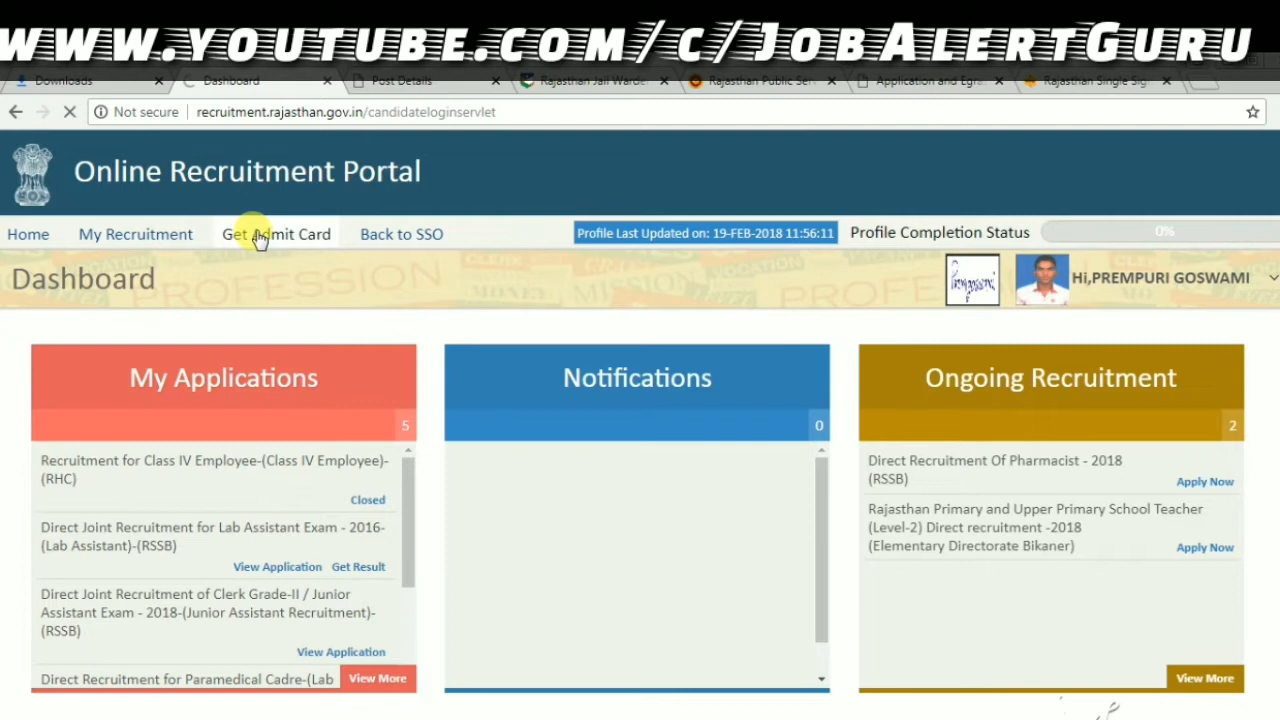 WWW.YOUTUBE.COM/C/JOBALERTGURU
Downloads
Dashboard
Post Details
Rajasthan Jail Warde
Rajasthan Public Ser
Application and Egra
Rajasthan Single Sig
Not secure
recruitment.rajasthan.gov.in/candidateloginservlet
Online Recruitment Portal
Home
My Recruitment
Get Admit Card
Back to SSO
Profile Last Updated on: 19-FEB-2018 11:56:11
Profile Completion Status
0%
Dashboard
Hi,PREMPURI GOSWAMI
My Applications
5
Recruitment for Class IV Employee-(Class IV Employee)-
(RHC)
Closed
Direct Joint Recruitment for Lab Assistant Exam - 2016-
(Lab Assistant)-(RSSB)
View Application Get Result
Direct Joint Recruitment of Clerk Grade-II / Junior
Assistant Exam - 2018-(Junior Assistant Recruitment)-
(RSSB)
View Application
Direct Recruitment for Paramedical Cadre-(Lab
View More
Notifications
0
Ongoing Recruitment
2
Direct Recruitment Of Pharmacist - 2018
(RSSB)
Apply Now
Rajasthan Primary and Upper Primary School Teacher
(Level-2) Direct recruitment -2018
(Elementary Directorate Bikaner)
Apply Now
View More